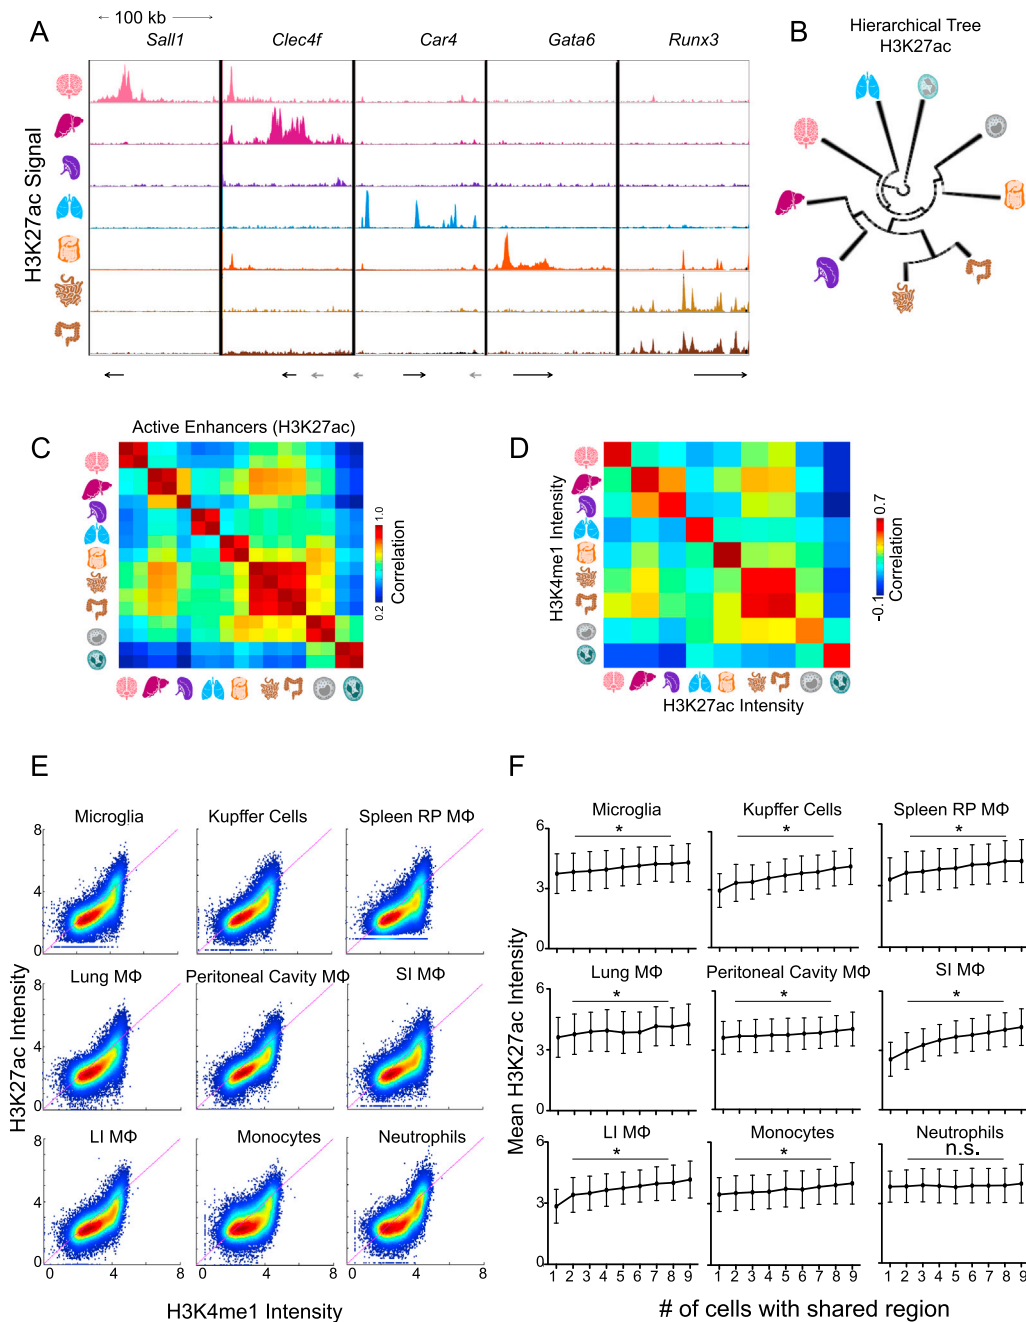 A
100 kb
Sall1 Clec4f Car4 Gata6 Runx3
H3K27ac Signal
B
Hierarchical Tree
H3K27ac
C
Active Enhancers (H3K27ac)
1.0
Correlation
0.2
D
H3K4me1 Intensity
0.7
Correlation
-0.1
H3K27ac Intensity
E
Microglia Kupffer Cells Spleen RP MΦ
8
4
0
Lung MΦ Peritoneal Cavity MΦ SI MΦ
8
4
0
H3K27ac Intensity
LI MΦ Monocytes Neutrophils
8
4
0
0 4 8 0 4 8 0 4 8
H3K4me1 Intensity
F
Microglia Kupffer Cells Spleen RP MΦ
* * *
6
3
0
Lung MΦ Peritoneal Cavity MΦ SI MΦ
* * *
6
3
0
Mean H3K27ac Intensity
LI MΦ Monocytes Neutrophils
* * n.s.
6
3
0
1 2 3 4 5 6 7 8 9 1 2 3 4 5 6 7 8 9 1 2 3 4 5 6 7 8 9
# of cells with shared region